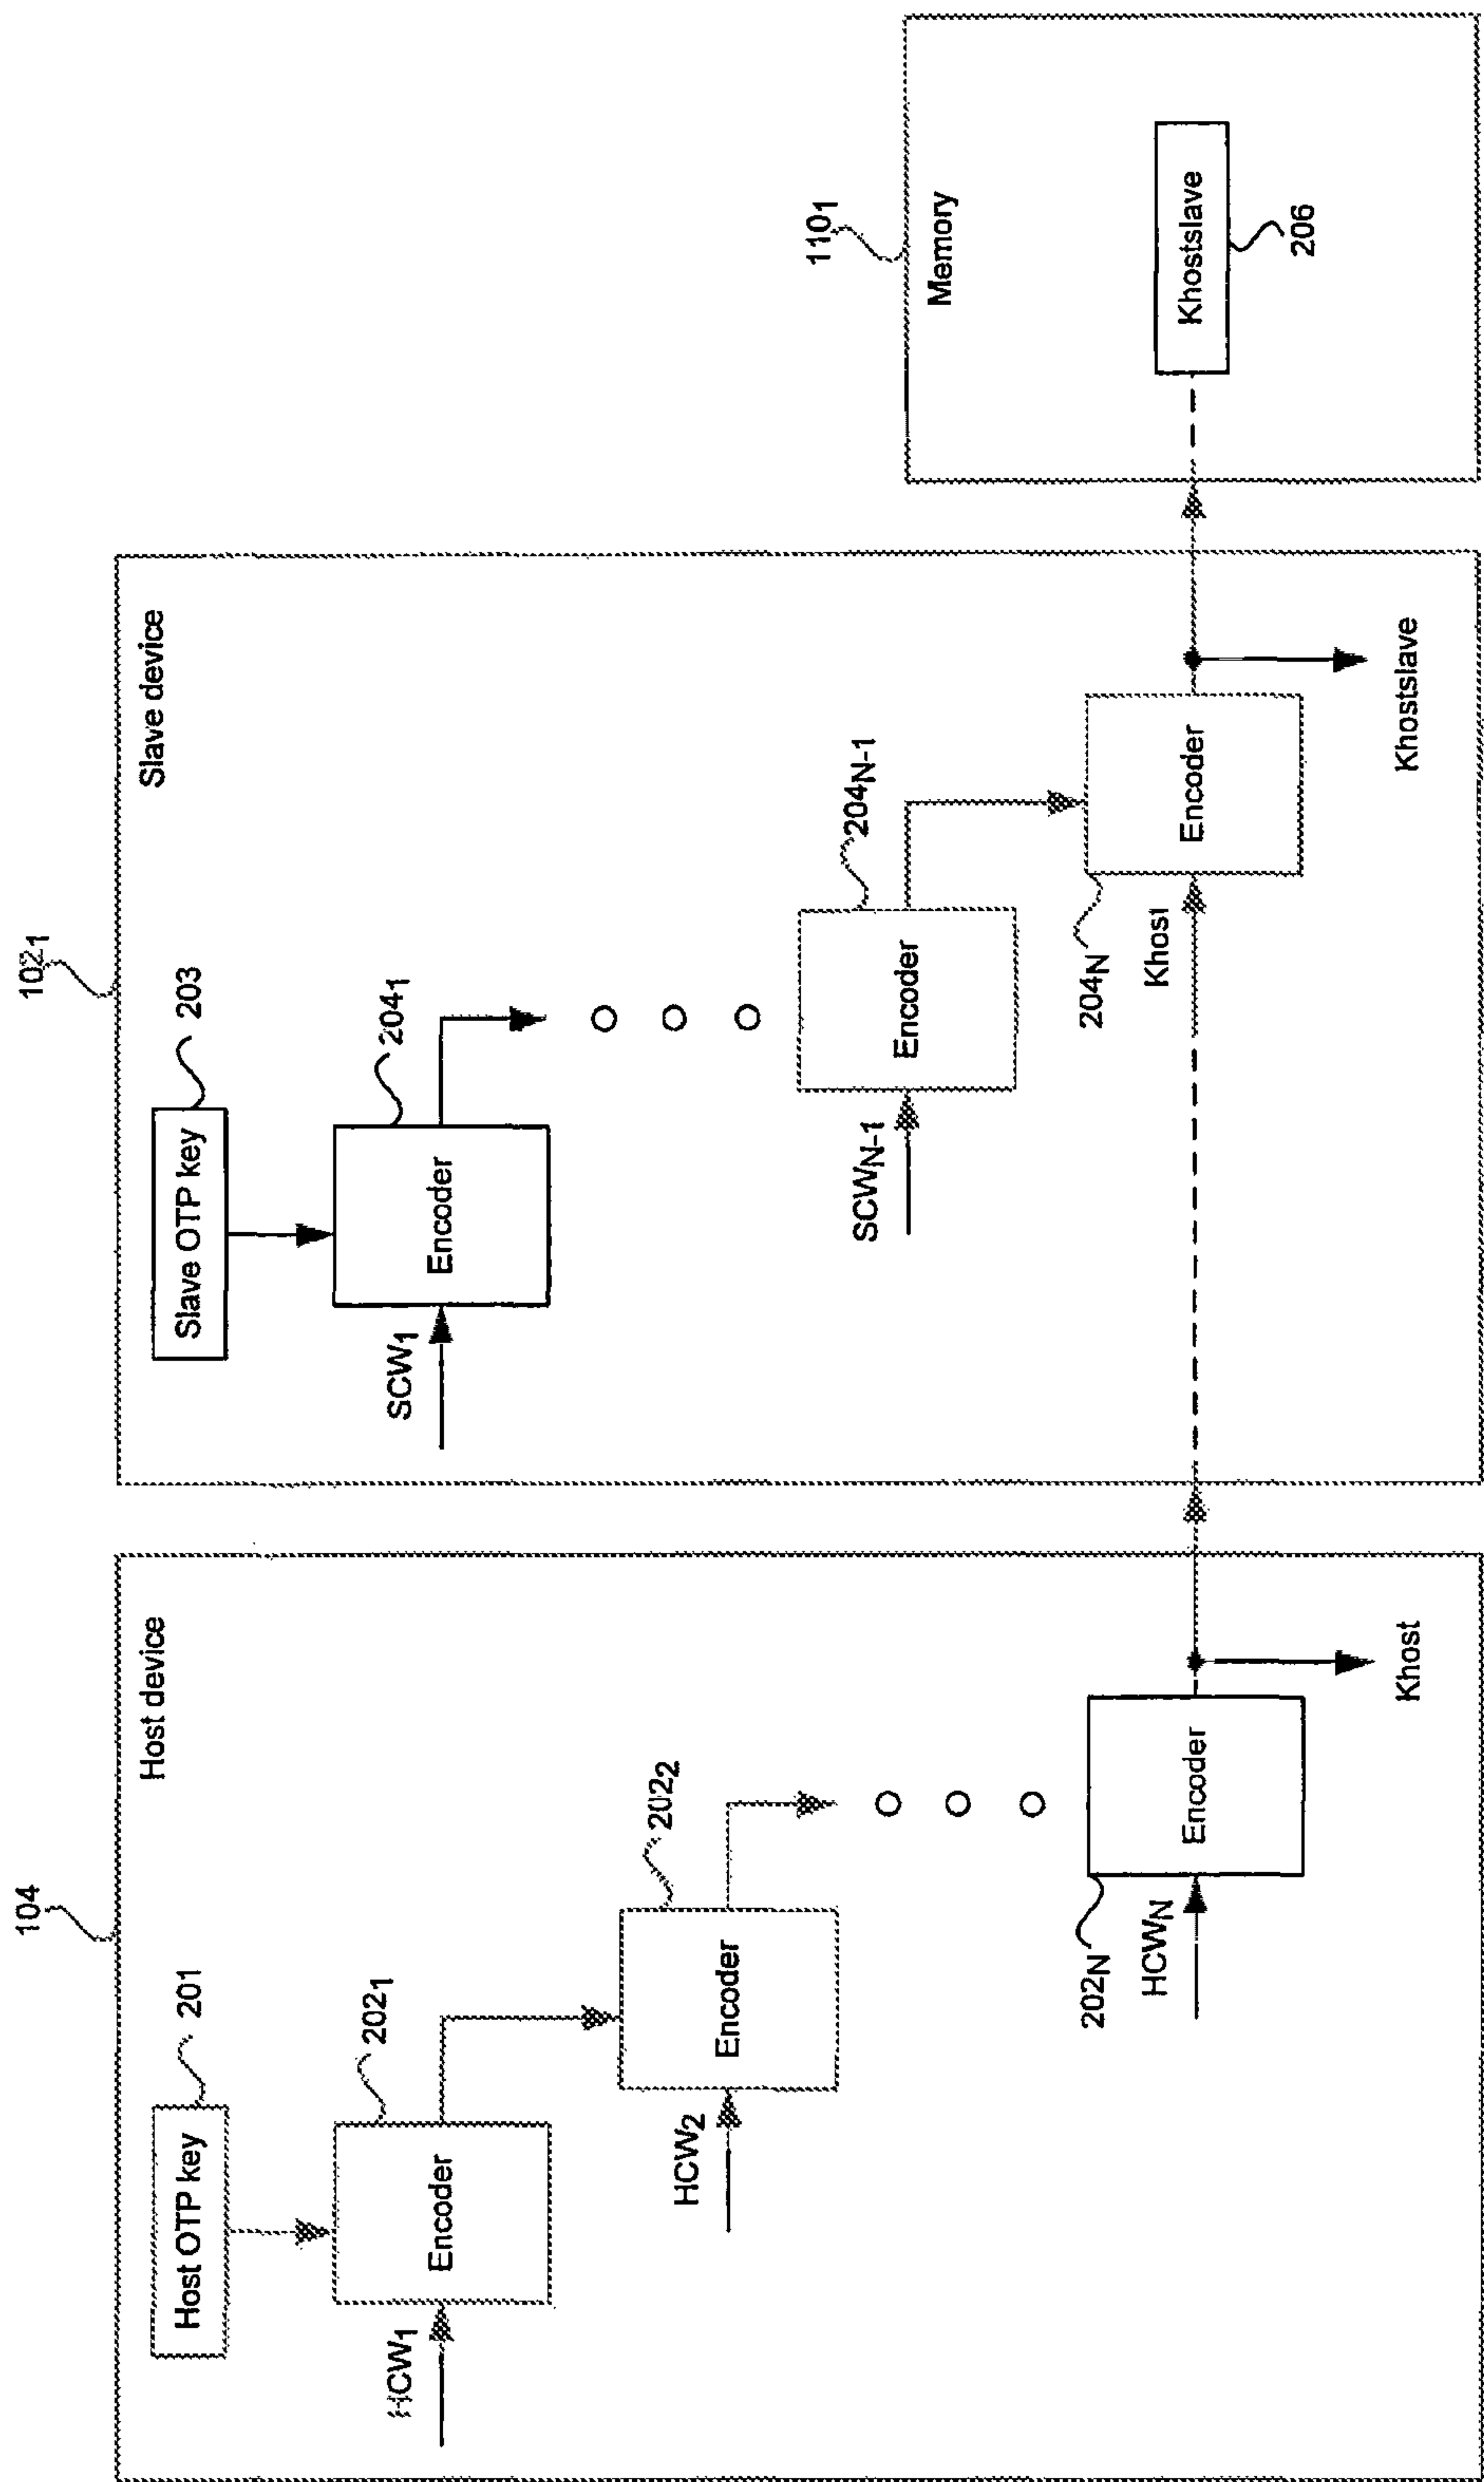 104
Host device
Host OTP key
201
HCW1
Encoder
2021
HCW2
Encoder
2022
HCWN
Encoder
202N
Khost
1021
Slave device
Slave OTP key
203
SCW1
Encoder
2041
SCWN-1
Encoder
204N-1
Khost
Encoder
204N
Khostslave
1101
Memory
Khostslave
206